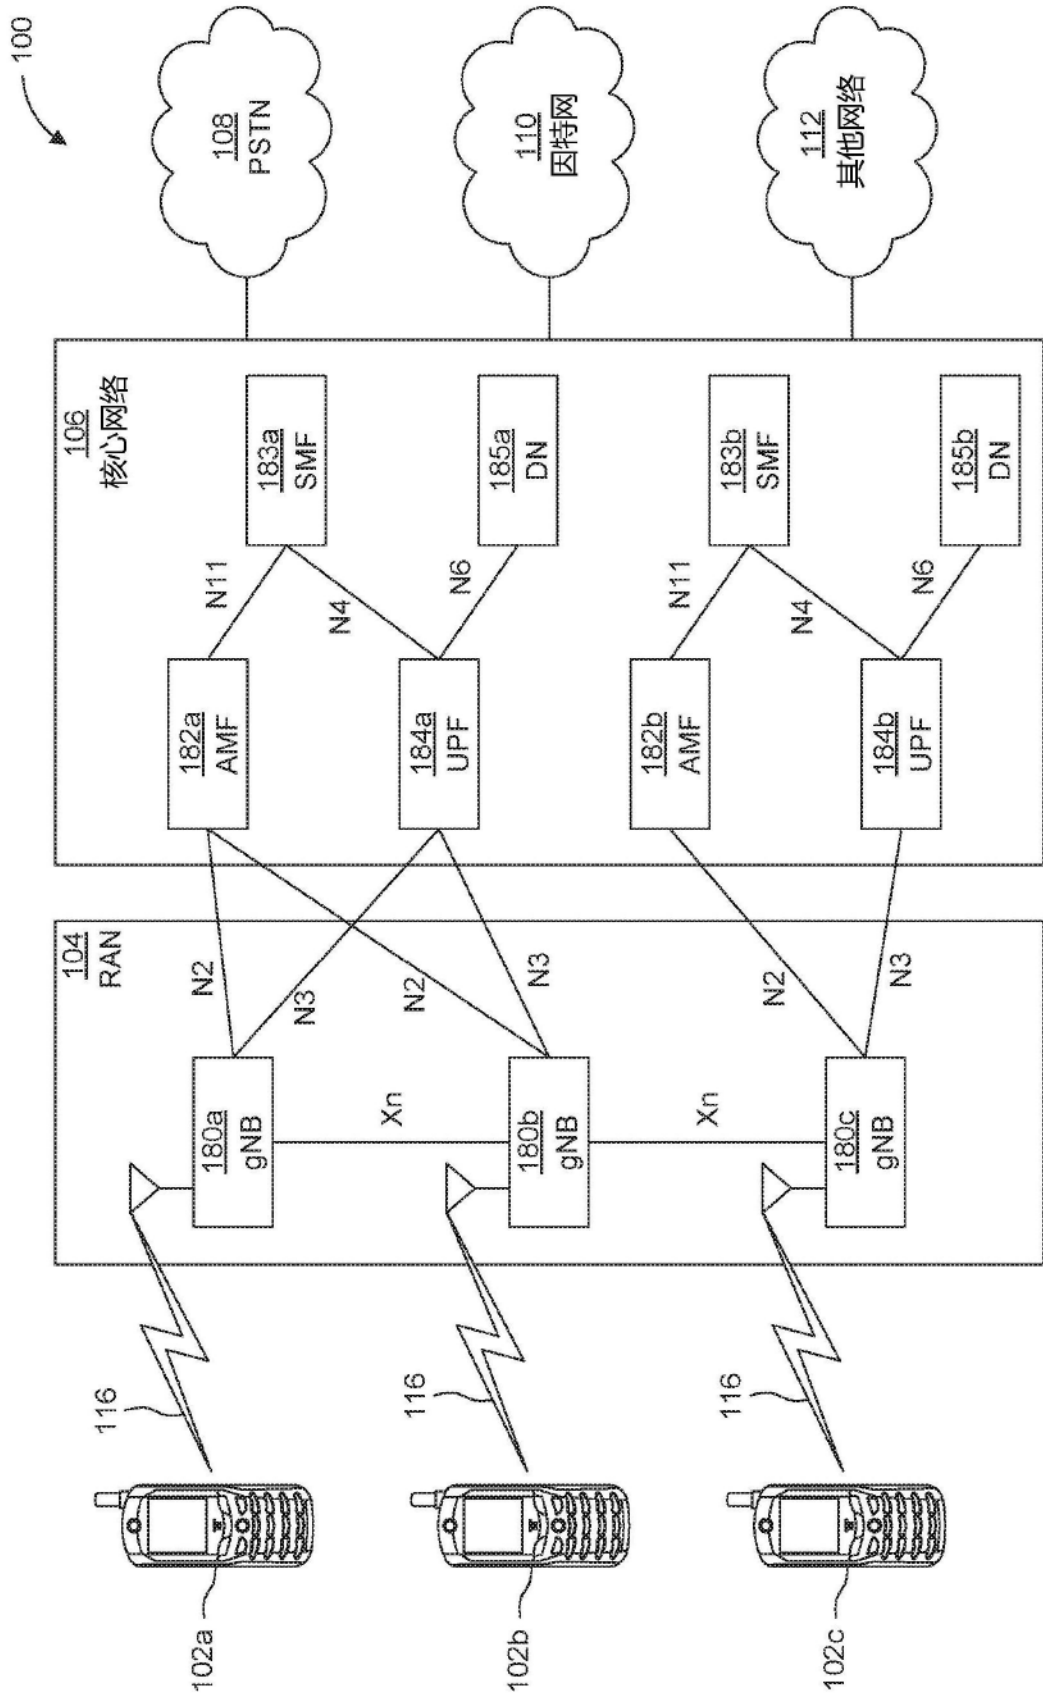 100
108
PSTN
110
因特网
112
其他网络
106
核心网络
183a
SMF
185a
DN
183b
SMF
185b
DN
N11
N4
N6
N11
N4
N6
182a
AMF
184a
UPF
182b
AMF
184b
UPF
104
RAN
N2
N3
N2
N3
N2
N3
180a
gNB
Xn
180b
gNB
Xn
180c
gNB
116
116
116
102a
102b
102c